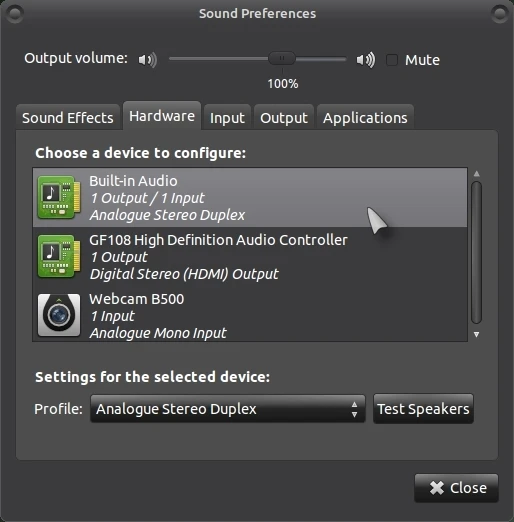 Sound Preferences
Output volume:
Mute
100%
Sound Effects
Hardware
Input
Output
Applications
Choose a device to configure:
Built-in Audio
1 Output / 1 Input
Analogue Stereo Duplex
GF108 High Definition Audio Controller
1 Output
Digital Stereo (HDMI) Output
Webcam B500
1 Input
Analogue Mono Input
Settings for the selected device:
Profile: Analogue Stereo Duplex
Test Speakers
Close